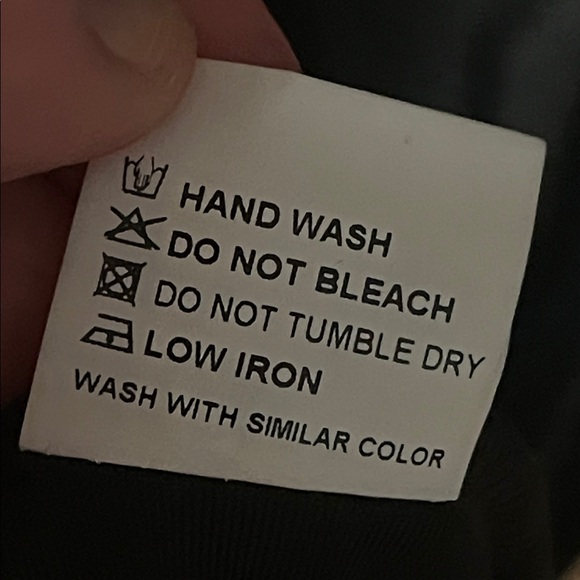 HAND WASH
DO NOT BLEACH
DO NOT TUMBLE DRY
LOW IRON
WASH WITH SIMILAR COLOR